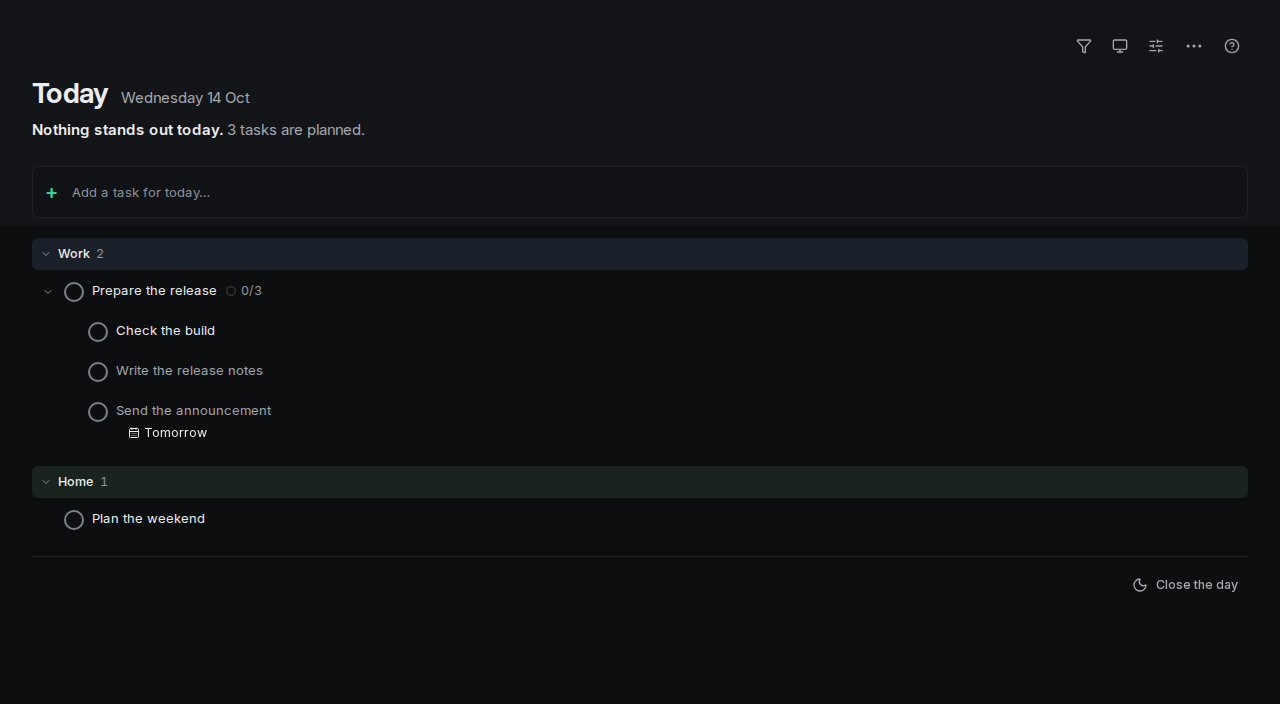 Today Wednesday 14 Oct
Nothing stands out today. 3 tasks are planned.
+ Add a task for today...
Work 2
Prepare the release 0/3
Check the build
Write the release notes
Send the announcement
Tomorrow
Home 1
Plan the weekend
Close the day